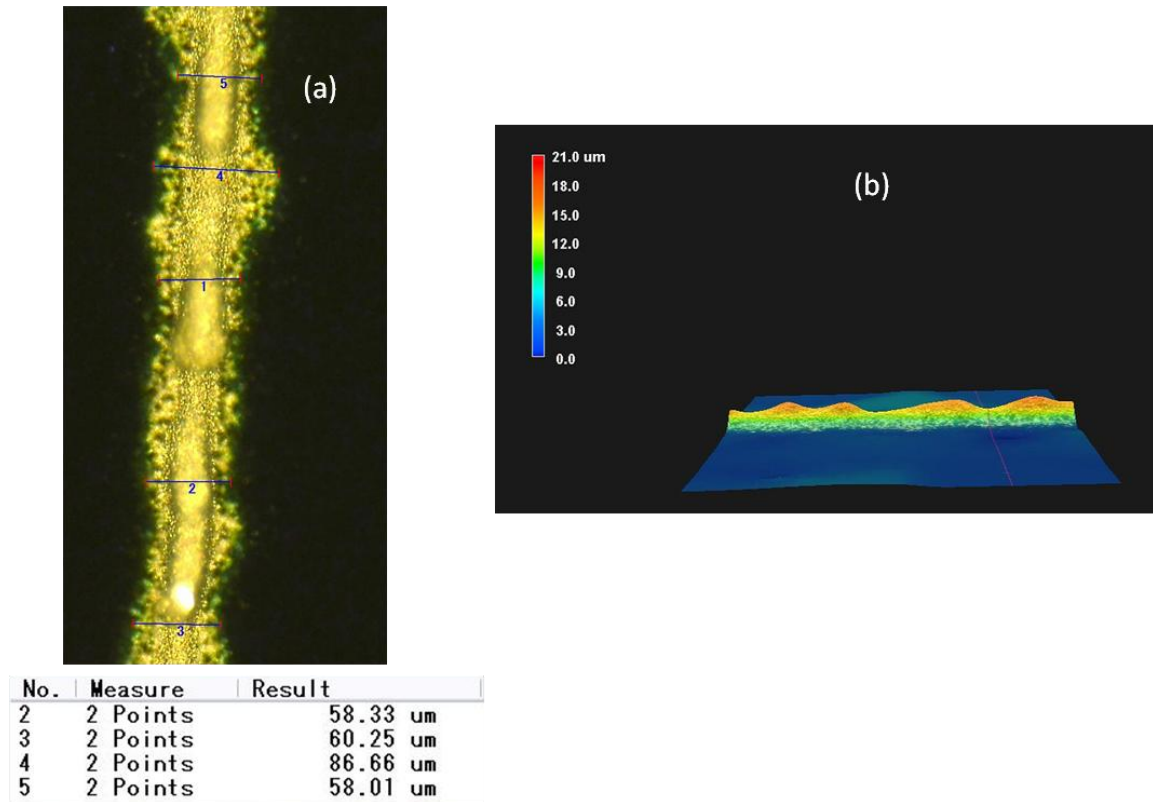 (a)
5
4
1
2
3
No. Measure Result
2 2 Points 58.33 um
3 2 Points 60.25 um
4 2 Points 86.66 um
5 2 Points 58.01 um
(b)
21.0 um
18.0
15.0
12.0
9.0
6.0
3.0
0.0